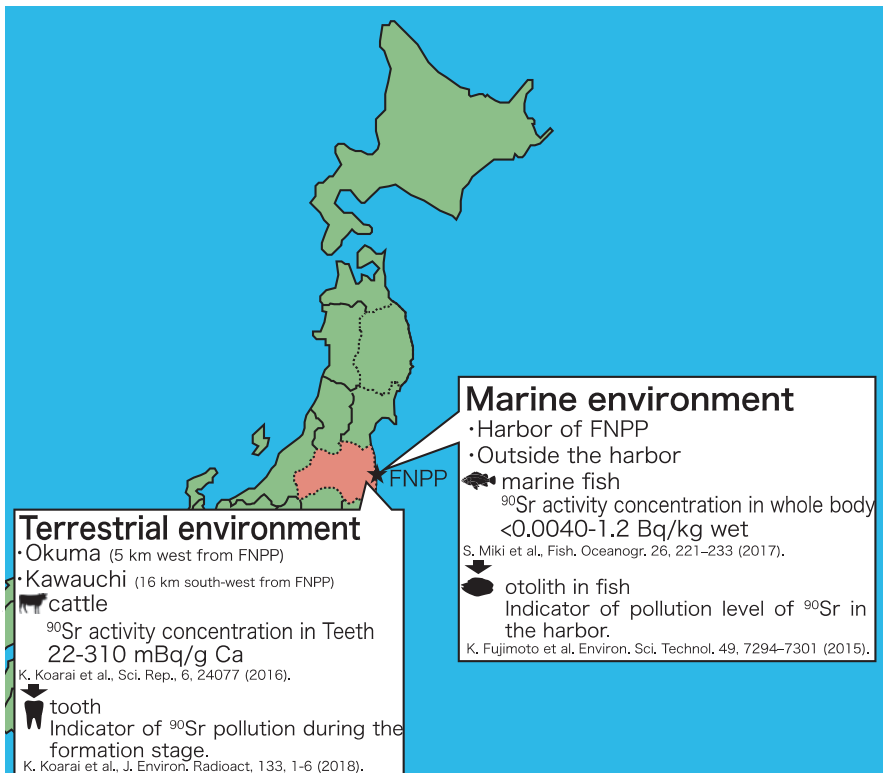 FNPP
Marine environment
·Harbor of FNPP
·Outside the harbor
marine fish
⁹⁰Sr activity concentration in whole body
<0.0040-1.2 Bq/kg wet
S. Miki et al., Fish. Oceanogr. 26, 221–233 (2017).
otolith in fish
Indicator of pollution level of ⁹⁰Sr in
the harbor.
K. Fujimoto et al. Environ. Sci. Technol. 49, 7294–7301 (2015).
Terrestrial environment
·Okuma (5 km west from FNPP)
·Kawauchi (16 km south-west from FNPP)
cattle
⁹⁰Sr activity concentration in Teeth
22-310 mBq/g Ca
K. Koarai et al., Sci. Rep., 6, 24077 (2016).
tooth
Indicator of ⁹⁰Sr pollution during the
formation stage.
K. Koarai et al., J. Environ. Radioact, 133, 1-6 (2018).